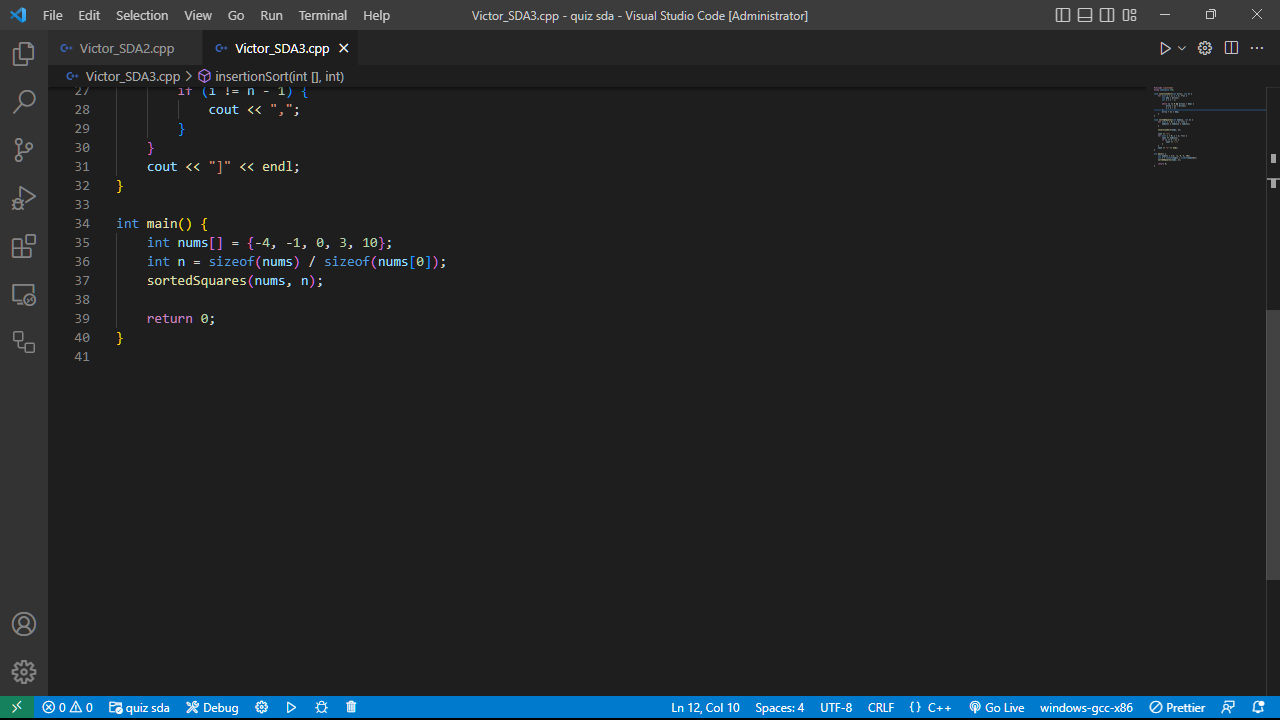 File Edit Selection View Go Run Terminal Help Victor_SDA3.cpp - quiz sda - Visual Studio Code [Administrator]
Victor_SDA2.cpp Victor_SDA3.cpp
Victor_SDA3.cpp > insertionSort(int [], int)
27 if (i != n - 1) {
28 cout << ",";
29 }
30 }
31 cout << "]" << endl;
32 }
33
34 int main() {
35 int nums[] = {-4, -1, 0, 3, 10};
36 int n = sizeof(nums) / sizeof(nums[0]);
37 sortedSquares(nums, n);
38
39 return 0;
40 }
41
0 0 quiz sda Debug Ln 12, Col 10 Spaces: 4 UTF-8 CRLF {} C++ Go Live windows-gcc-x86 Prettier